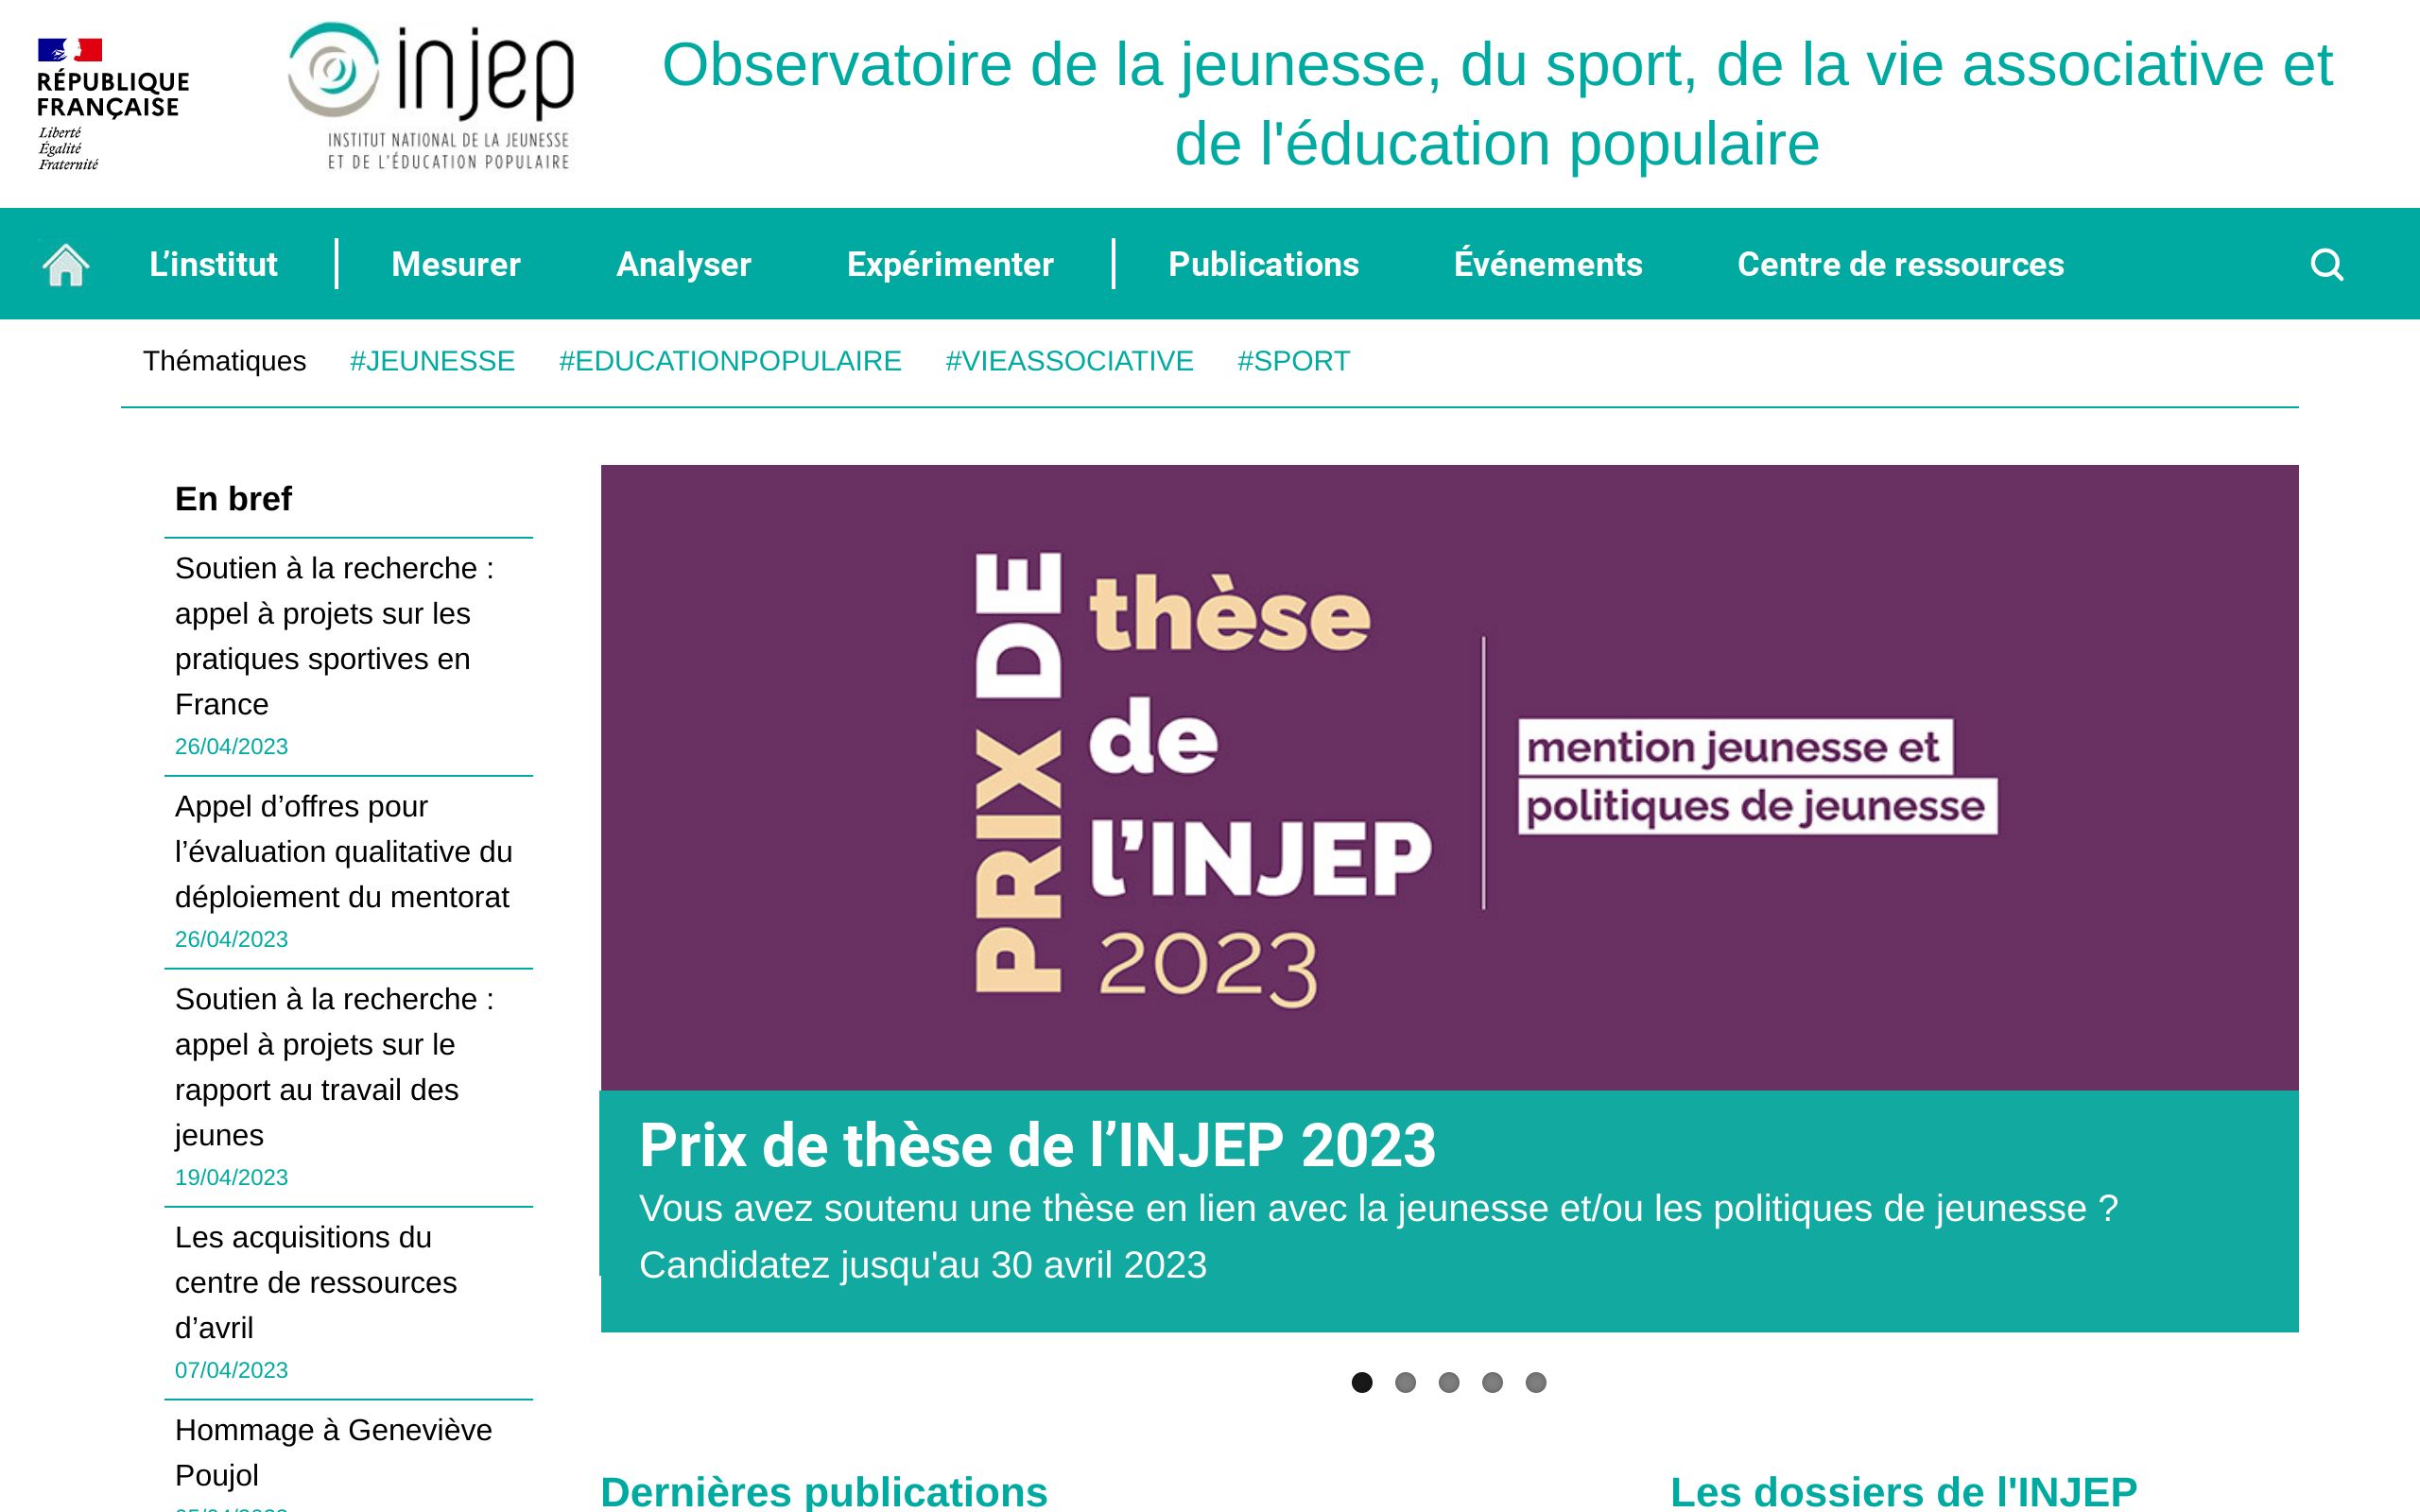 RÉPUBLIQUE
FRANÇAISE
Liberté
Égalité
Fraternité
injep
INSTITUT NATIONAL DE LA JEUNESSE
ET DE L'ÉDUCATION POPULAIRE
Observatoire de la jeunesse, du sport, de la vie associative et
de l'éducation populaire
L’institut Mesurer Analyser Expérimenter Publications Événements Centre de ressources
Thématiques #JEUNESSE #EDUCATIONPOPULAIRE #VIEASSOCIATIVE #SPORT
En bref
Soutien à la recherche :
appel à projets sur les
pratiques sportives en
France
26/04/2023
Appel d’offres pour
l’évaluation qualitative du
déploiement du mentorat
26/04/2023
Soutien à la recherche :
appel à projets sur le
rapport au travail des
jeunes
19/04/2023
Les acquisitions du
centre de ressources
d’avril
07/04/2023
Hommage à Geneviève
Poujol
PRIX DE
thèse
de
l’INJEP
2023
mention jeunesse et
politiques de jeunesse
Prix de thèse de l’INJEP 2023
Vous avez soutenu une thèse en lien avec la jeunesse et/ou les politiques de jeunesse ?
Candidatez jusqu'au 30 avril 2023
Dernières publications
Les dossiers de l'INJEP